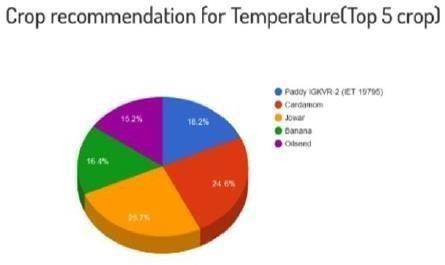 Crop recommendation for Temperature(Top 5 crop)
Paddy IGKVR-2 (IET 19795)
Cardamom
Jowar
Banana
Oilseed
15.2%
18.2%
16.4%
24.6%
25.7%